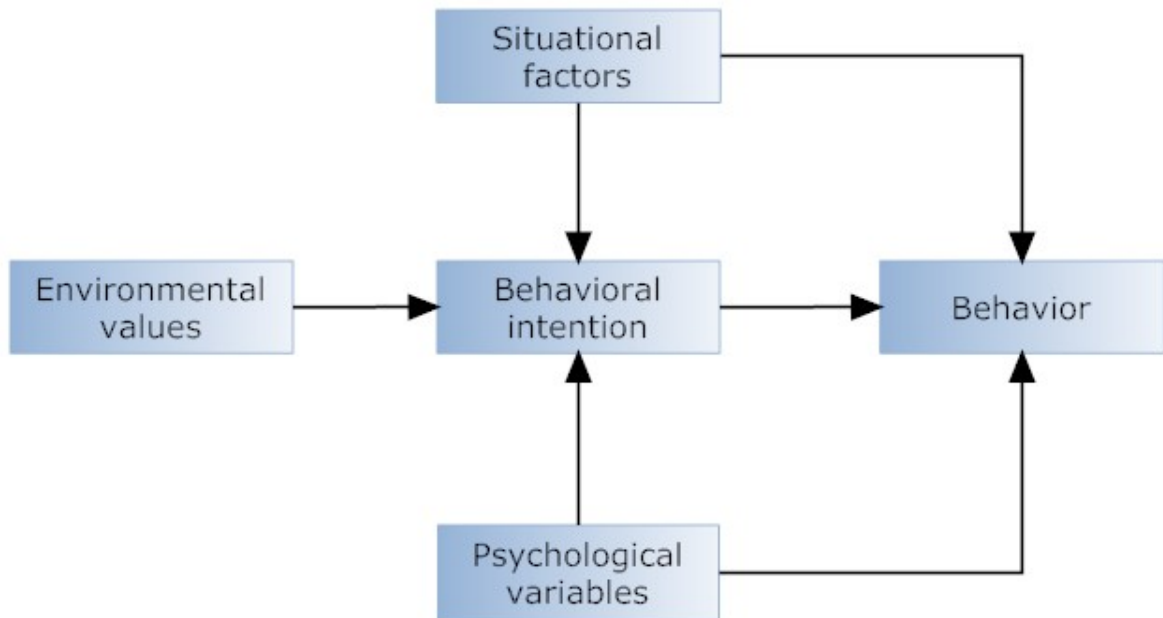 Situational
factors
Environmental
values
Behavioral
intention
Behavior
Psychological
variables